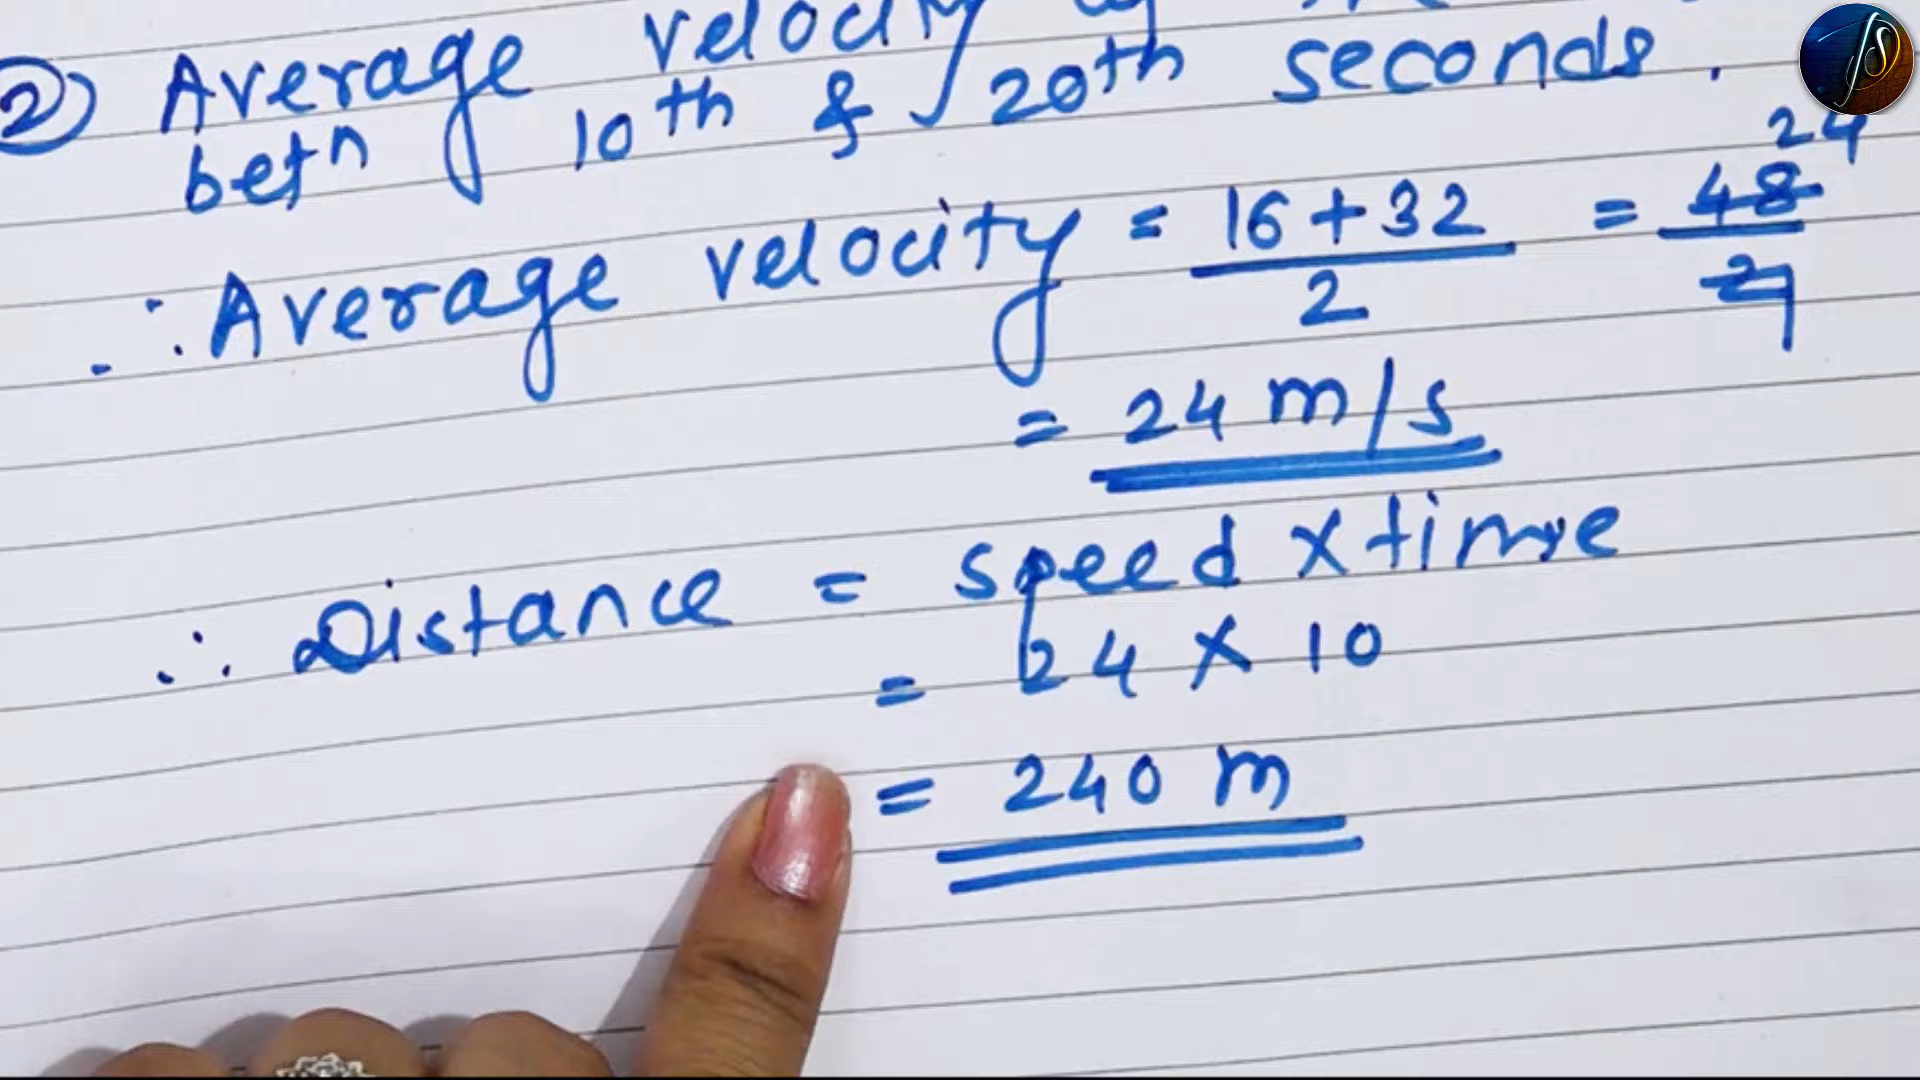 ② Average velocity
betn 10th & 20th seconds.
∴ Average velocity = 16+32/2 = 48/2 24
= 24 m/s
∴ Distance = speed x time
= 24 x 10
= 240 m